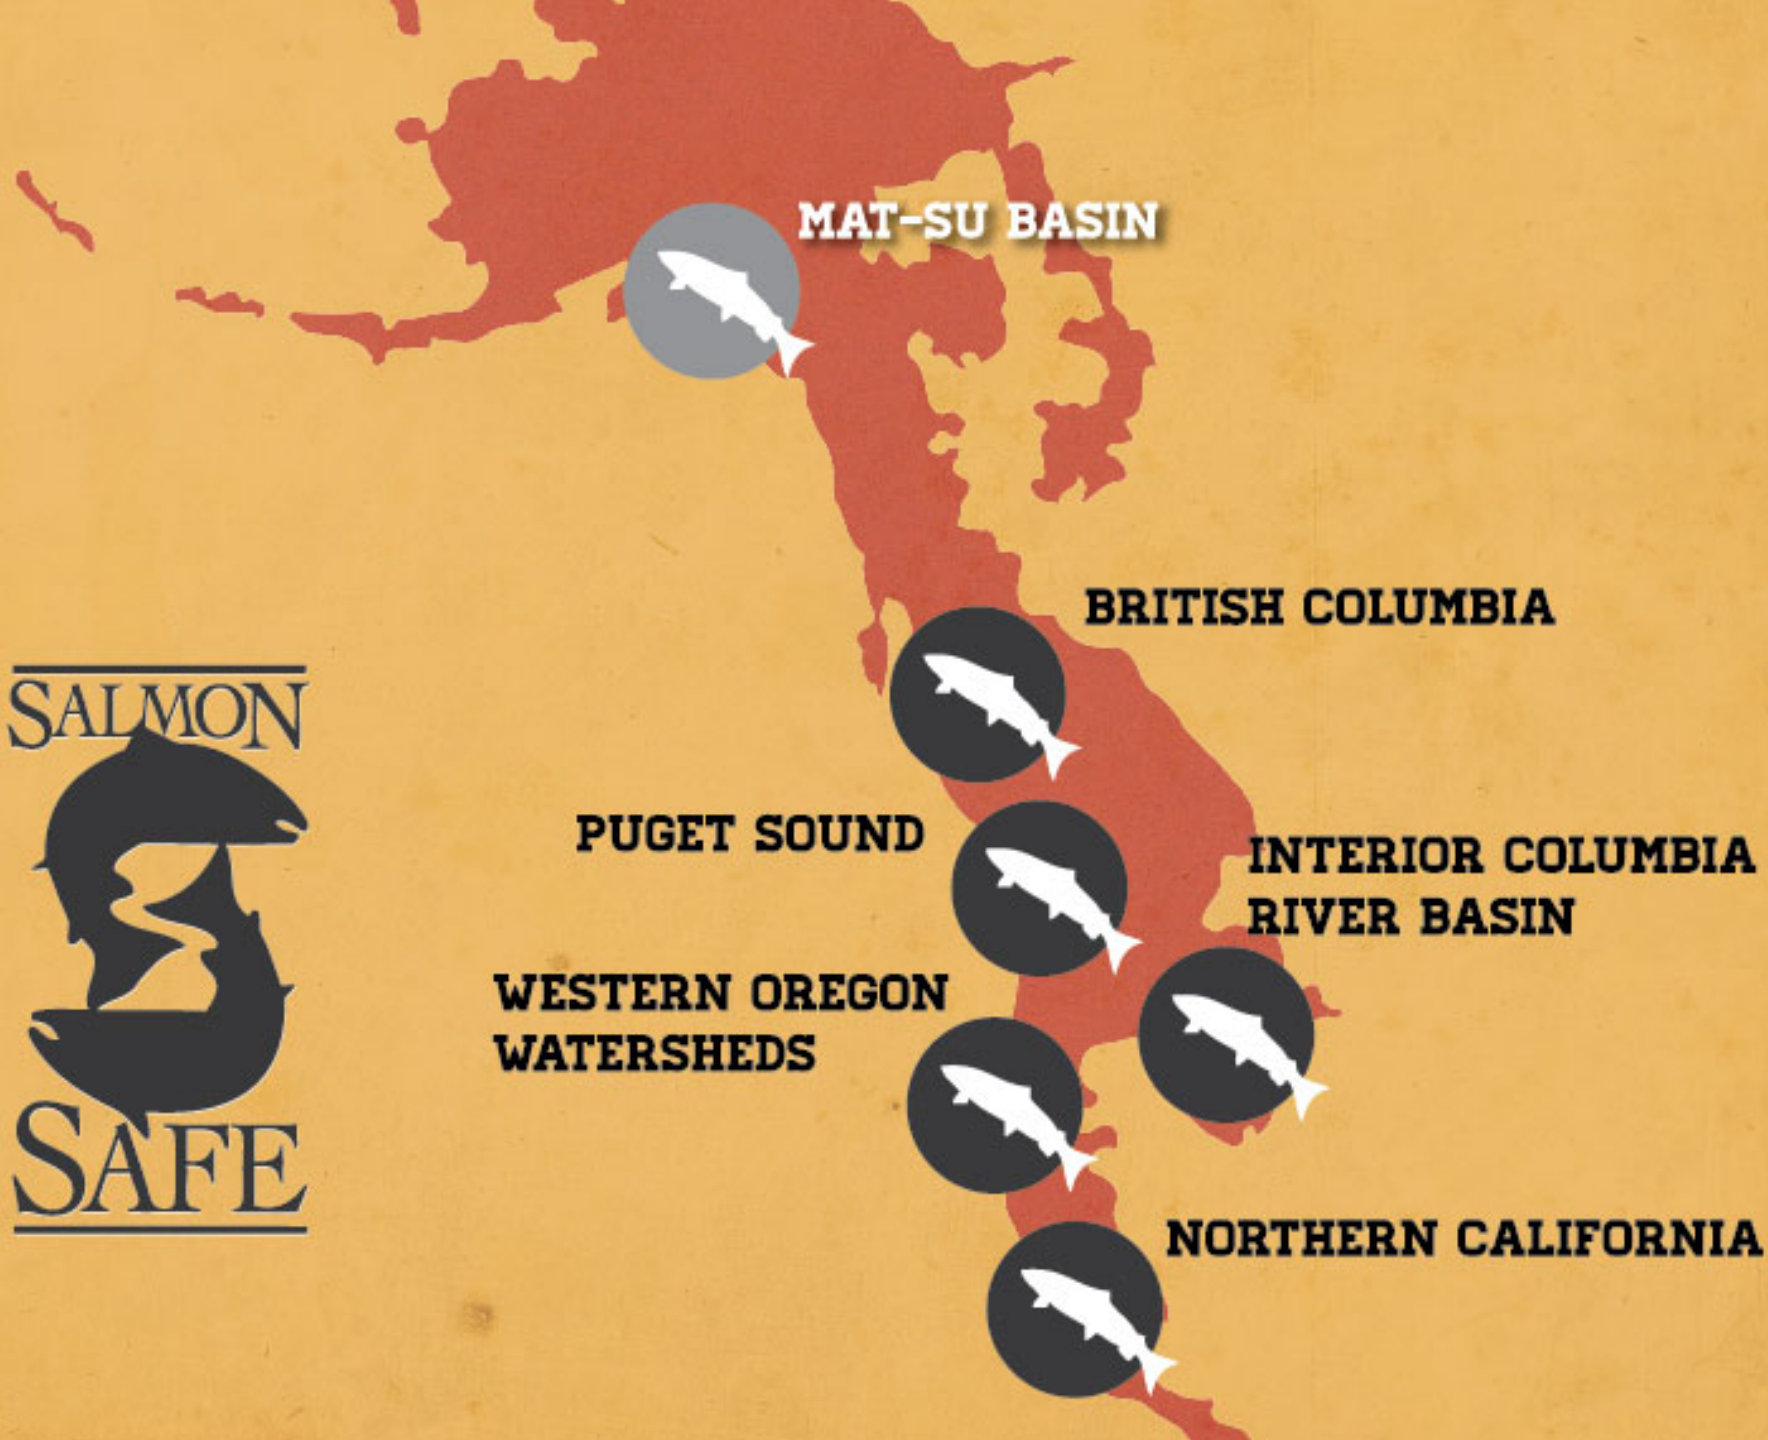 MAT-SU BASIN
BRITISH COLUMBIA
PUGET SOUND
INTERIOR COLUMBIA
RIVER BASIN
WESTERN OREGON
WATERSHEDS
NORTHERN CALIFORNIA
SALMON
SAFE